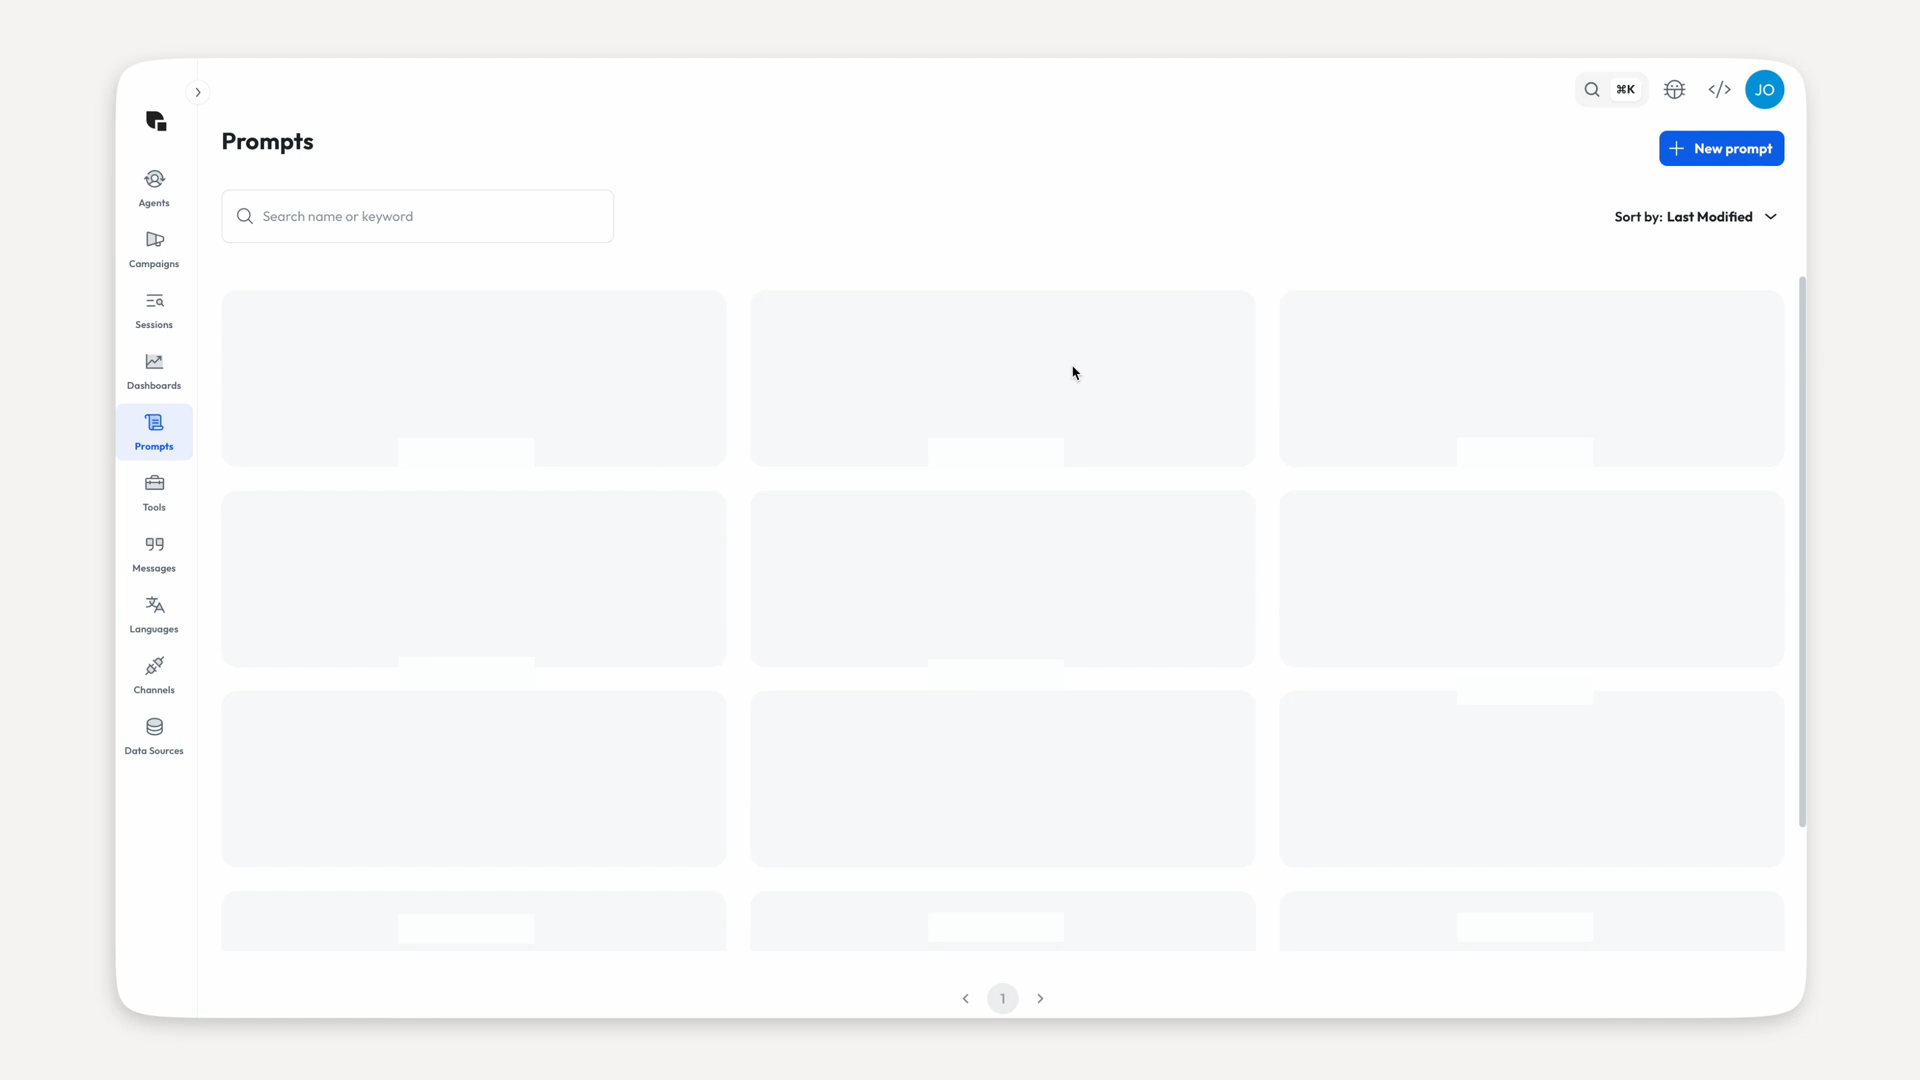 ⌘K
JO
Prompts
New prompt
Search name or keyword
Sort by: Last Modified
Agents
Campaigns
Sessions
Dashboards
Prompts
Tools
Messages
Languages
Channels
Data Sources
1